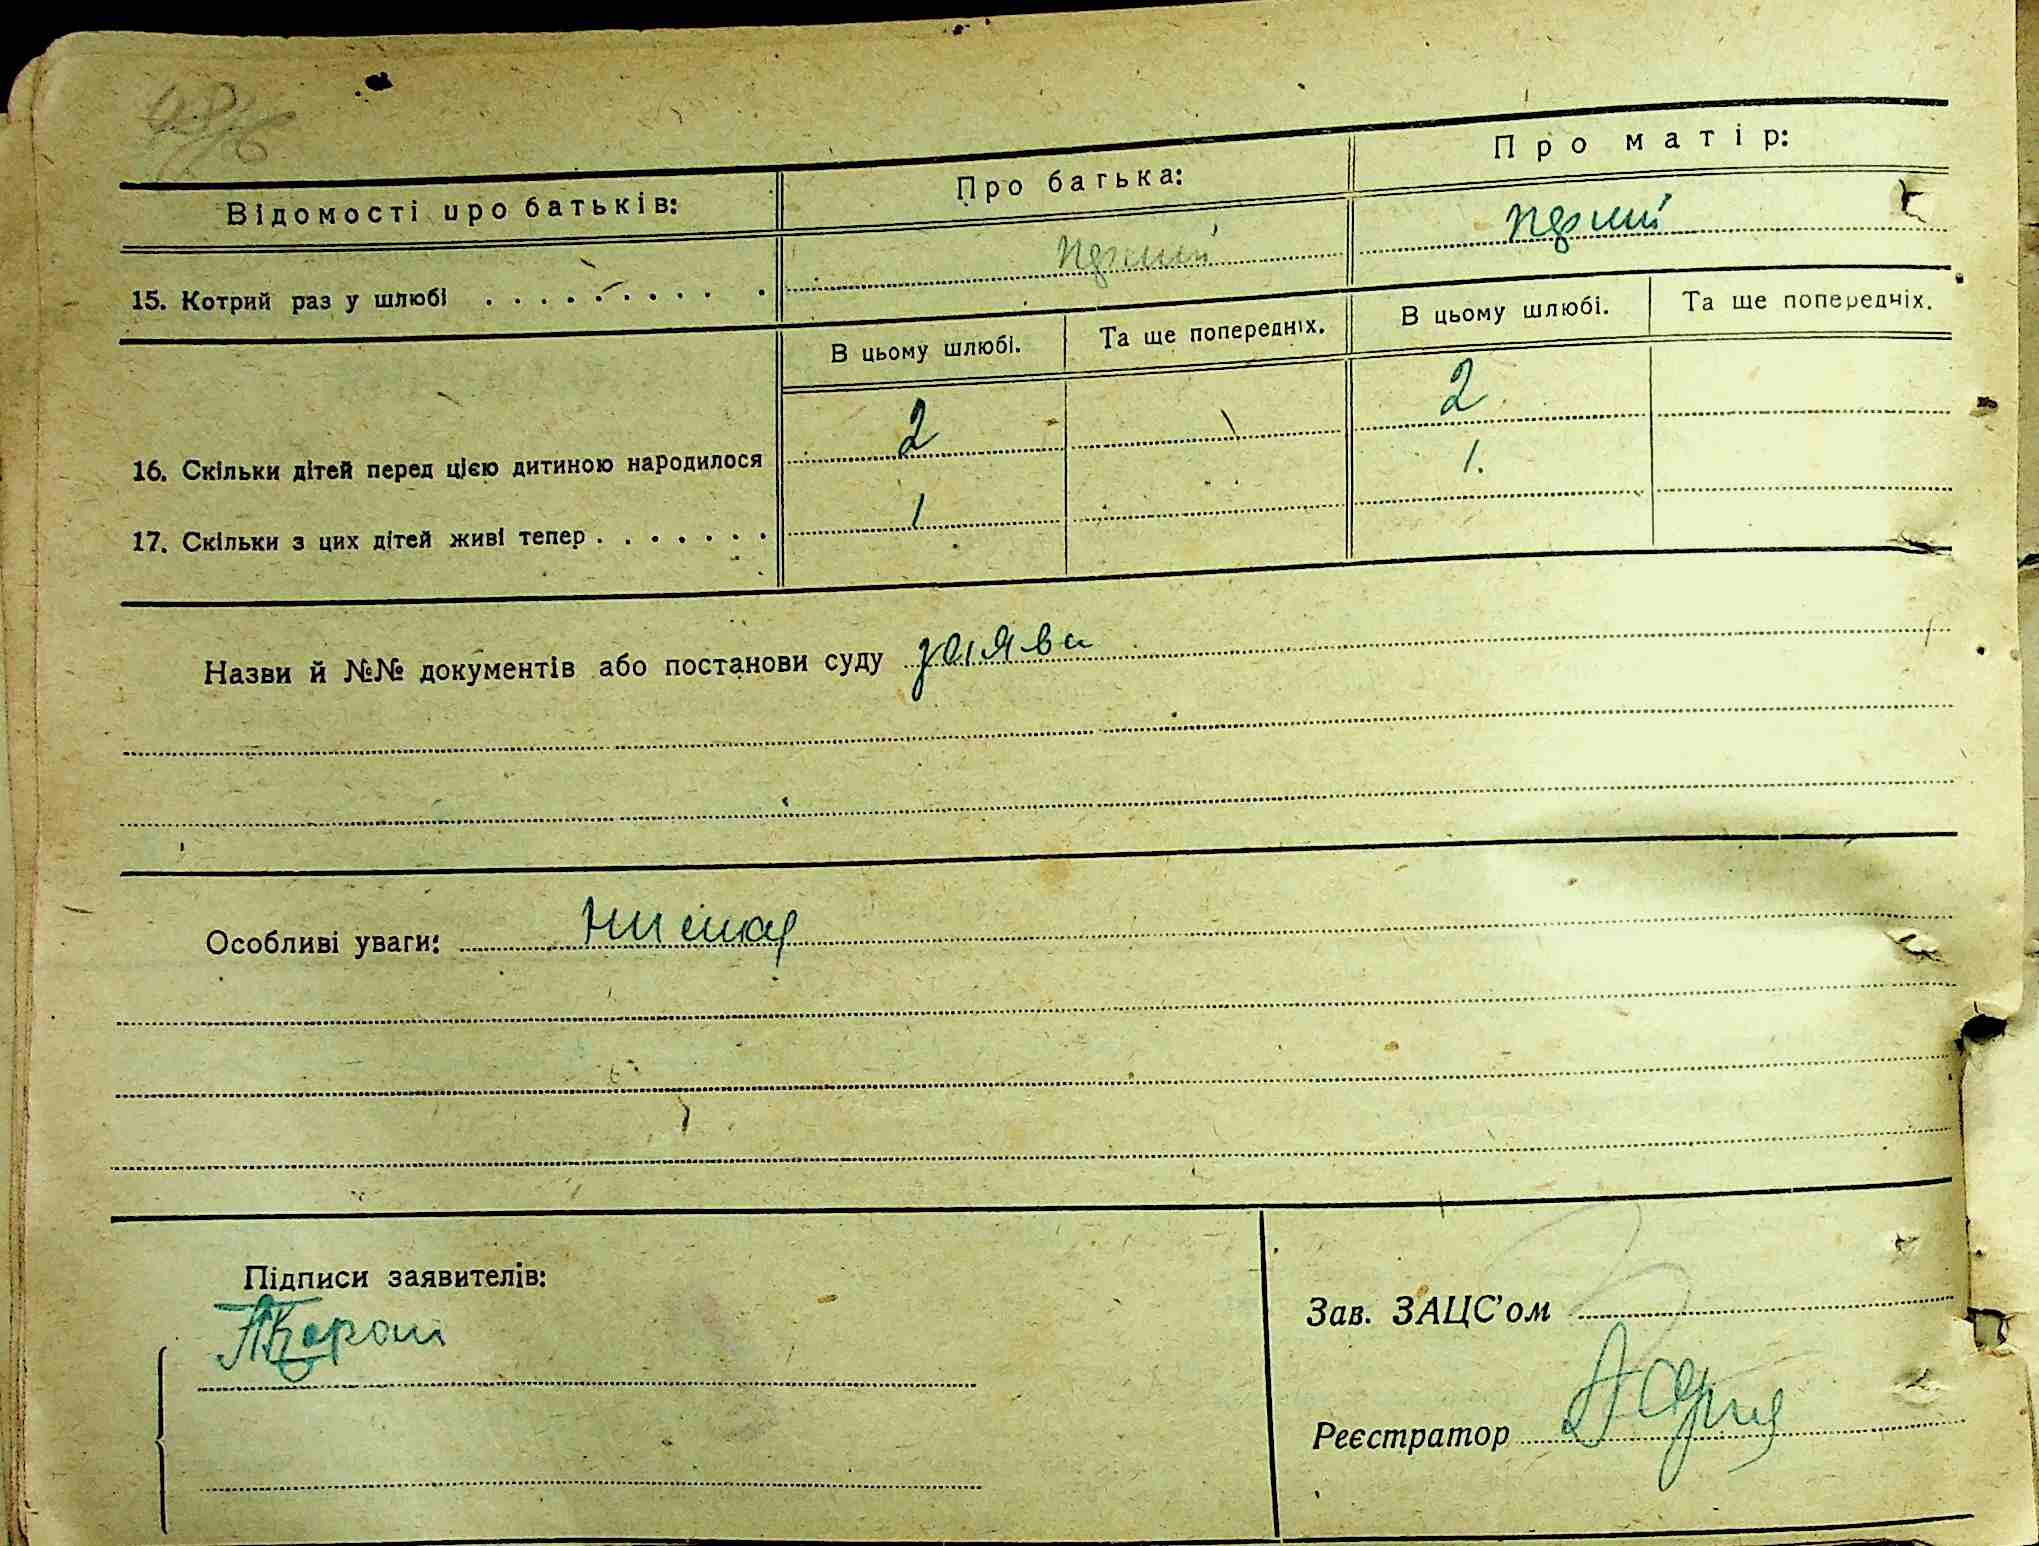 Відомості про батьків: Про батька: Про матір:
15. Котрий раз у шлюбі . . . . . . . . . . . перший перший
В цьому шлюбі. Та ще попередніх. В цьому шлюбі. Та ще попередніх.
16. Скільки дітей перед цією дитиною народилося 2 2
17. Скільки з цих дітей живі тепер . . . . . . . 1 1.
Назви й №№ документів або постанови суду заява
Особливі уваги:
Підписи заявителів:
Зав. ЗАЦС'ом
Реєстратор